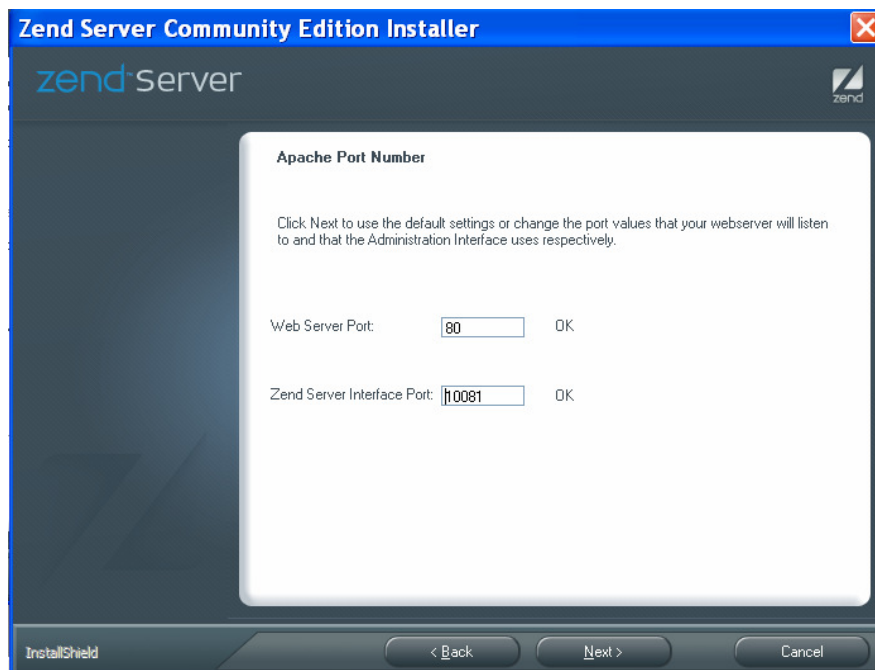 Zend Server Community Edition Installer
zend Server
zend
Apache Port Number
Click Next to use the default settings or change the port values that your webserver will listen
to and that the Administration Interface uses respectively.
Web Server Port: 80 OK
Zend Server Interface Port: 10081 OK
InstallShield
< Back Next > Cancel